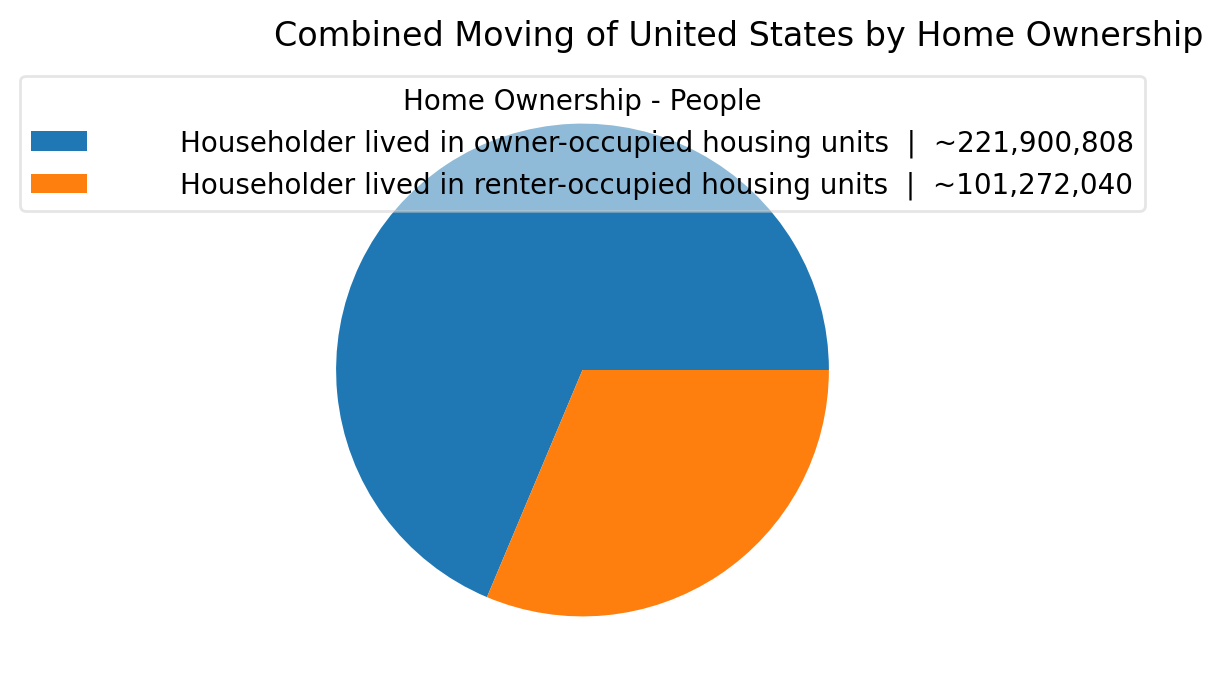 Combined Moving of United States by Home Ownership
Home Ownership - People
Householder lived in owner-occupied housing units | ~221,900,808
Householder lived in renter-occupied housing units | ~101,272,040